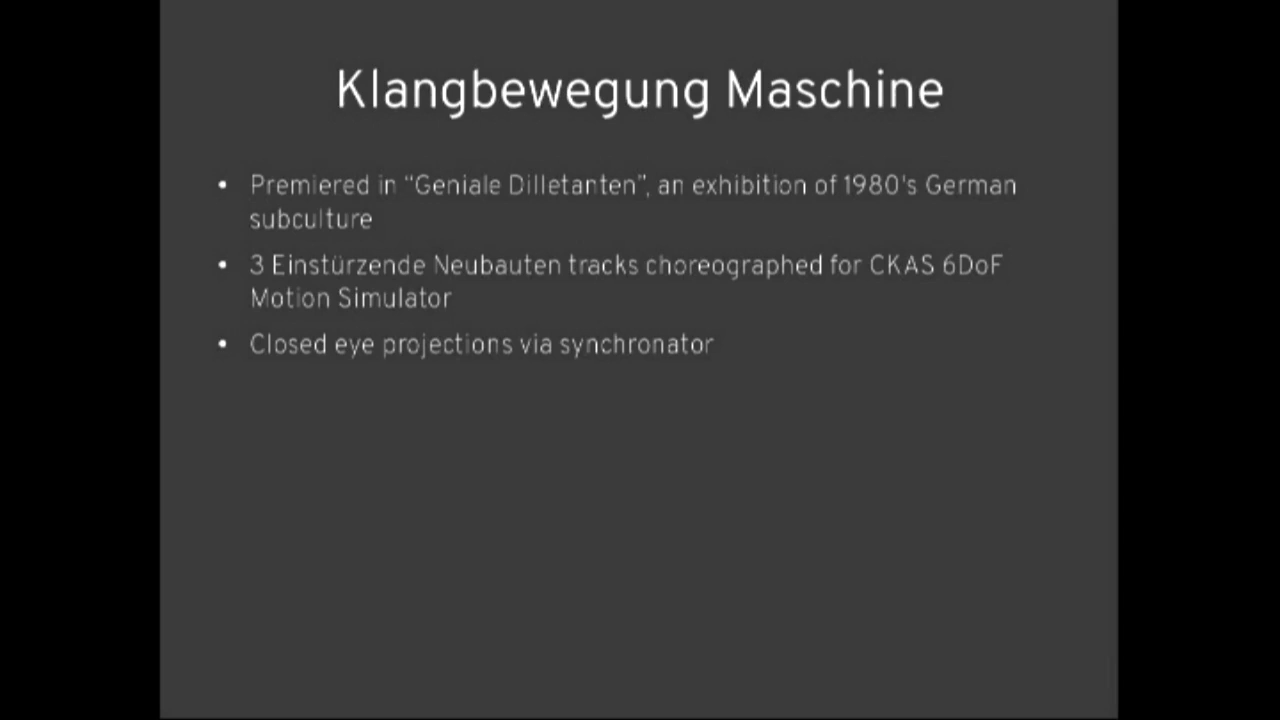 Klangbewegung Maschine
• Premiered in “Geniale Dilletanten”, an exhibition of 1980's German
subculture
• 3 Einstürzende Neubauten tracks choreographed for CKAS 6DoF
Motion Simulator
• Closed eye projections via synchronator